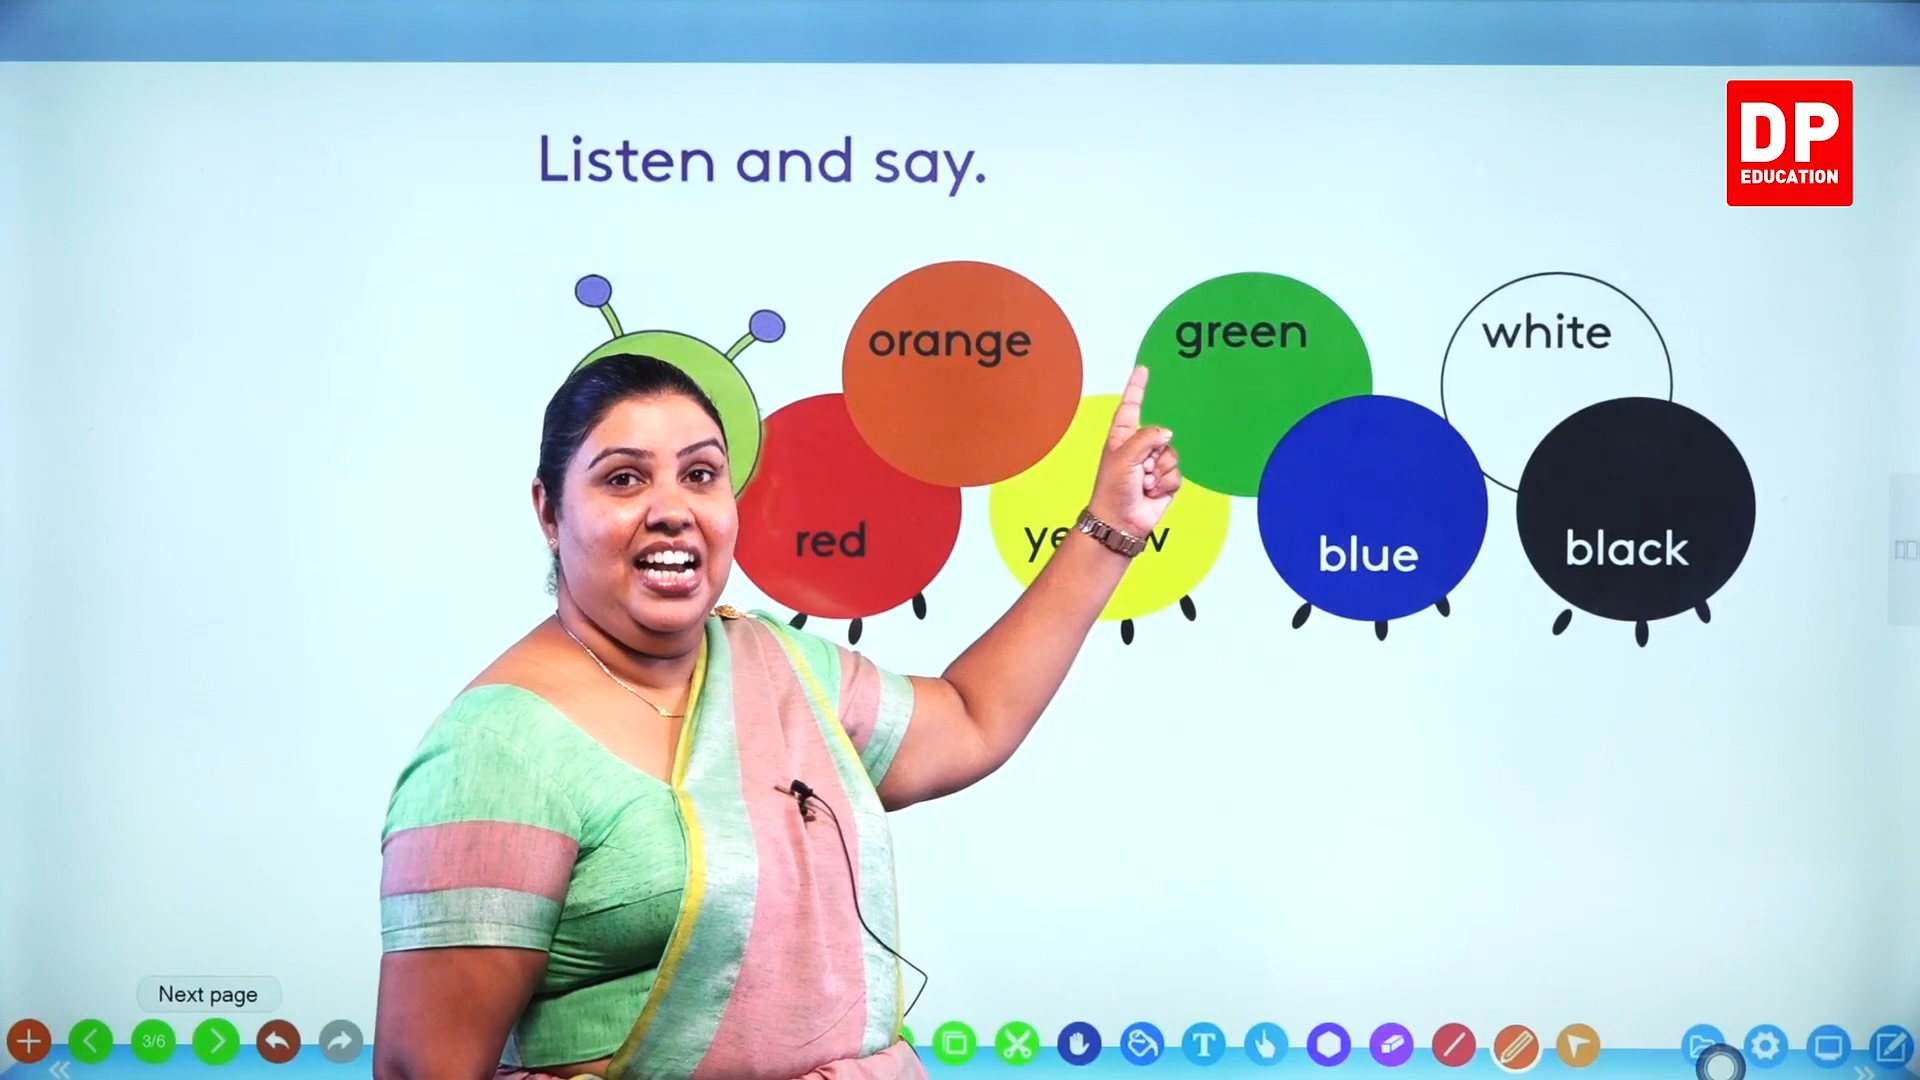 DP
EDUCATION
Listen and say.
orange
green
white
red
blue
black
Next page
3/6
T